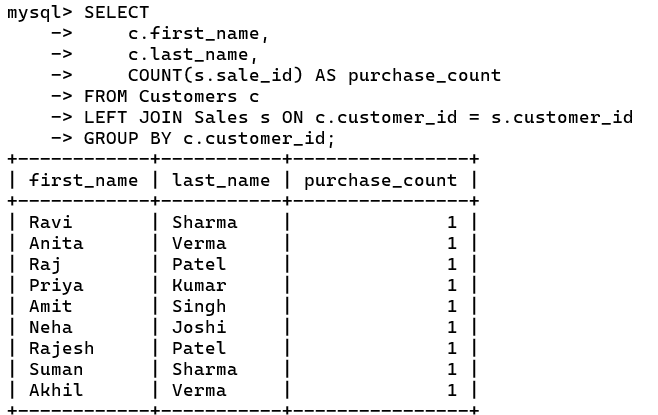 mysql> SELECT
    ->     c.first_name,
    ->     c.last_name,
    ->     COUNT(s.sale_id) AS purchase_count
    -> FROM Customers c
    -> LEFT JOIN Sales s ON c.customer_id = s.customer_id
    -> GROUP BY c.customer_id;
+------------+-----------+----------------+
| first_name | last_name | purchase_count |
+------------+-----------+----------------+
| Ravi       | Sharma    |              1 |
| Anita      | Verma     |              1 |
| Raj        | Patel     |              1 |
| Priya      | Kumar     |              1 |
| Amit       | Singh     |              1 |
| Neha       | Joshi     |              1 |
| Rajesh     | Patel     |              1 |
| Suman      | Sharma    |              1 |
| Akhil      | Verma     |              1 |
+------------+-----------+----------------+